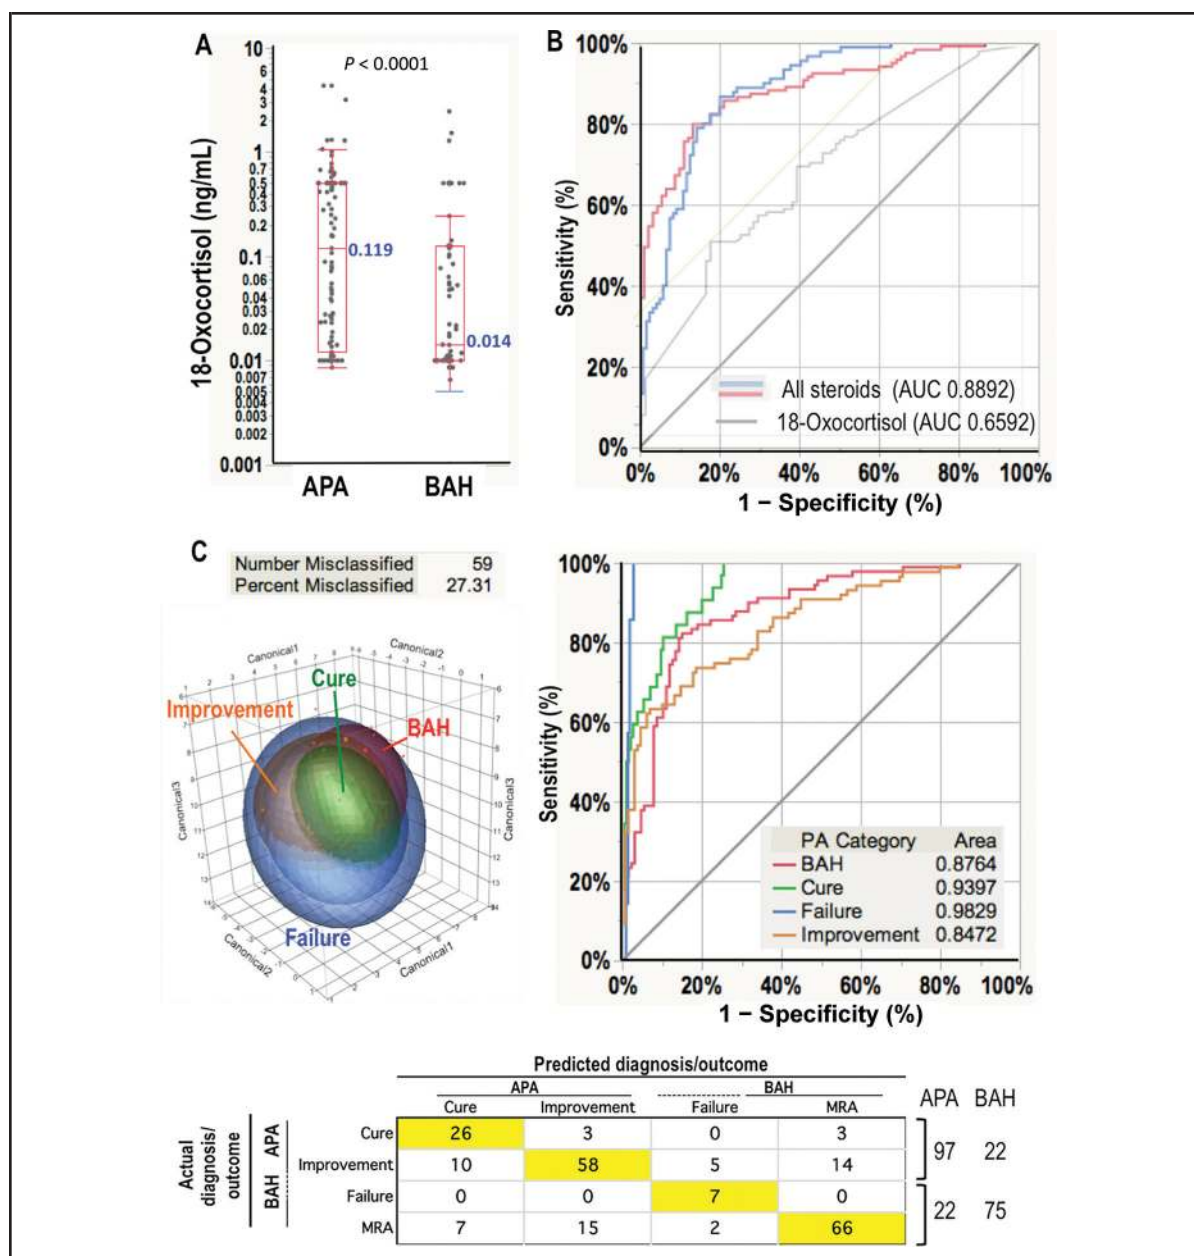 A
P < 0.0001
18-Oxocortisol (ng/mL)
10
6
4
3
2
1
0.7
0.5
0.4
0.3
0.2
0.1
0.06
0.04
0.03
0.02
0.01
0.007
0.005
0.004
0.003
0.002
0.001
0.119
0.014
APA BAH
B
Sensitivity (%)
100%
80%
60%
40%
20%
0%
All steroids (AUC 0.8892)
18-Oxocortisol (AUC 0.6592)
0% 20% 40% 60% 80% 100%
1 – Specificity (%)
C
Number Misclassified 59
Percent Misclassified 27.31
Canonical1
Canonical2
Cure
Improvement
BAH
Canonical3
Canonical3
Failure
Canonical2
Canonical1
Sensitivity (%)
100%
80%
60%
40%
20%
0%
PA Category Area
BAH 0.8764
Cure 0.9397
Failure 0.9829
Improvement 0.8472
0% 20% 40% 60% 80% 100%
1 – Specificity (%)
Predicted diagnosis/outcome
APA BAH
Cure Improvement Failure MRA
APA BAH
Actual diagnosis/outcome
APA
BAH
Cure 26 3 0 3
Improvement 10 58 5 14
97 22
Failure 0 0 7 0
MRA 7 15 2 66
22 75